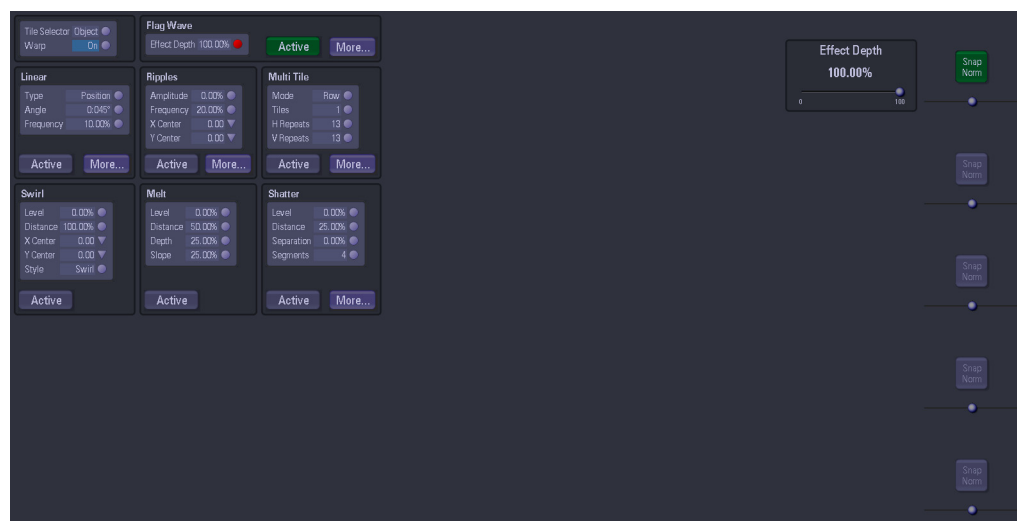 Tile Selector Object
Warp On
Flag Wave
Effect Depth 100.00%
Active More...
Linear
Type Position
Angle 0.045°
Frequency 10.00%
Active More...
Ripples
Amplitude 0.00%
Frequency 20.00%
X Center 0.00
Y Center 0.00
Active More...
Multi Tile
Mode Row
Tiles 1
H Repeats 13
V Repeats 13
Active More...
Swirl
Level 0.00%
Distance 100.00%
X Center 0.00
Y Center 0.00
Style Swirl
Active
Melt
Level 0.00%
Distance 50.00%
Depth 25.00%
Slope 25.00%
Active
Shatter
Level 0.00%
Distance 25.00%
Separation 0.00%
Segments 4
Active More...
Effect Depth
100.00%
0 100
Snap
Norm
Snap
Norm
Snap
Norm
Snap
Norm
Snap
Norm